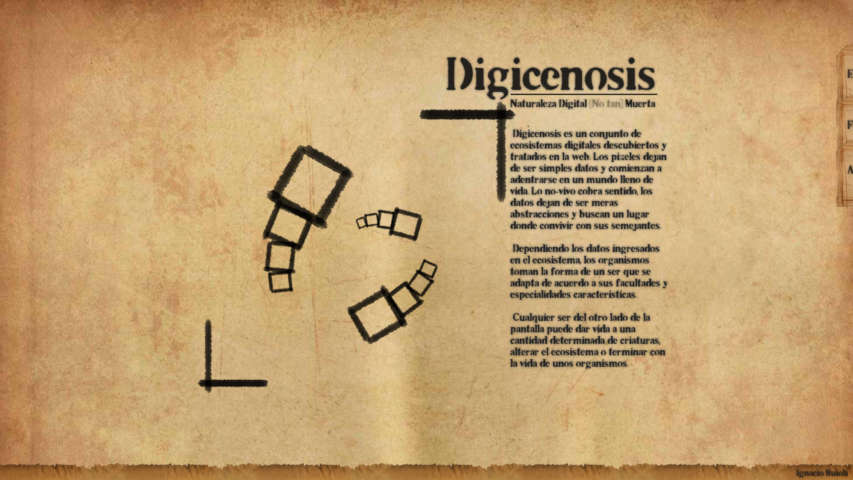 Digicenosis
Naturaleza Digital (No tan) Muerta
Digicenosis es un conjunto de
ecosistemas digitales descubiertos y
tratados en la web. Los pixeles dejan
de ser simples datos y comienzan a
adentrarse en un mundo lleno de
vida. Lo no-vivo cobra sentido, los
datos dejan de ser meras
abstracciones y buscan un lugar
donde convivir con sus semejantes.
Dependiendo los datos ingresados
en el ecosistema, los organismos
toman la forma de un ser que se
adapta de acuerdo a sus facultades y
especialidades características.
Cualquier ser del otro lado de la
pantalla puede dar vida a una
cantidad determinada de criaturas,
alterar el ecosistema o terminar con
la vida de unos organismos.
E
F
A
Ignacio